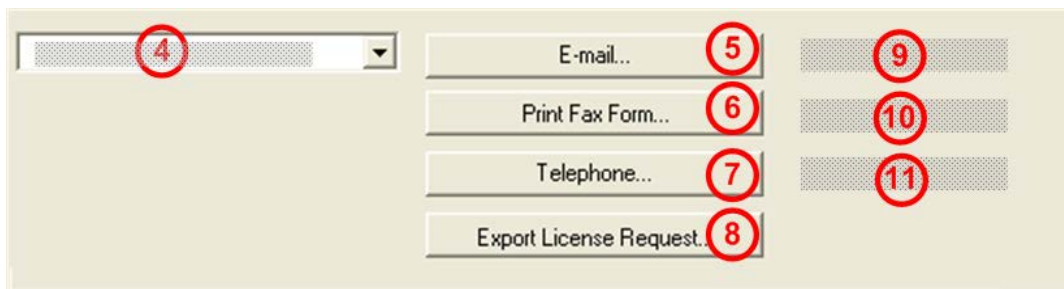 4
E-mail... 5 9
Print Fax Form... 6 10
Telephone... 7 11
Export License Request.. 8